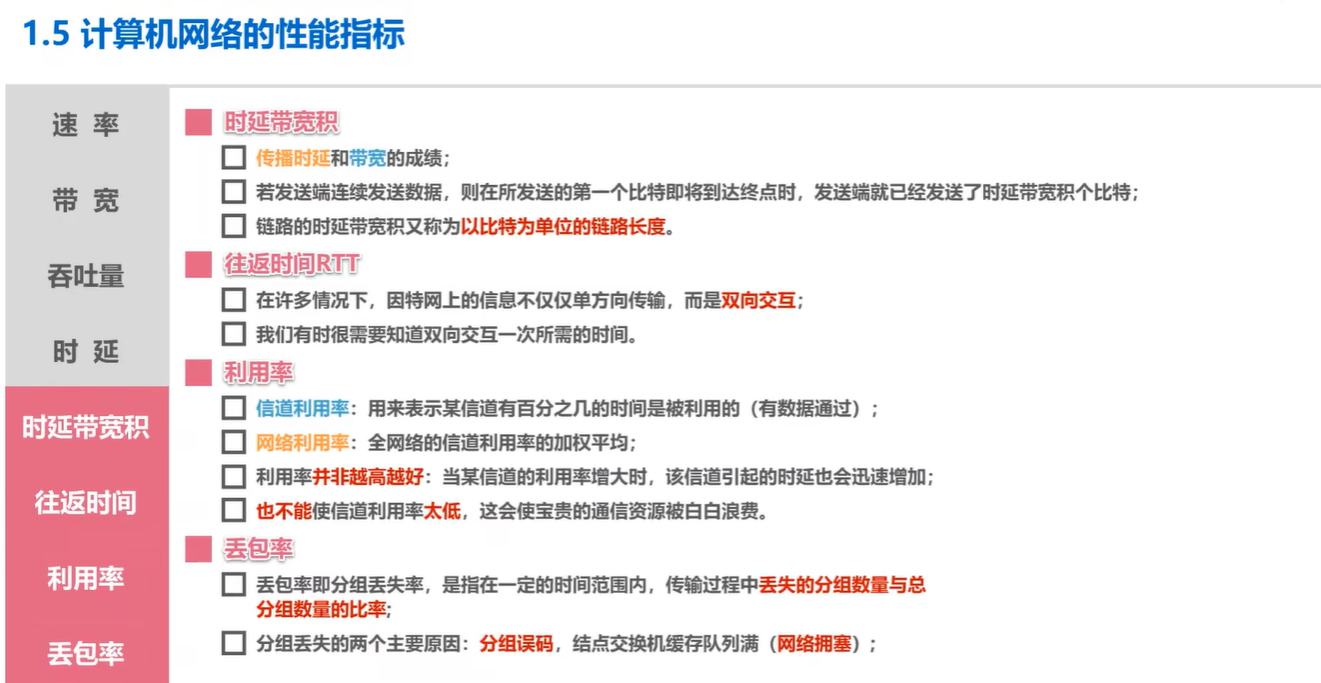 1.5 计算机网络的性能指标
速 率
带 宽
吞吐量
时 延
时延带宽积
往返时间
利用率
丢包率
时延带宽积
传播时延和带宽的成绩；
若发送端连续发送数据，则在所发送的第一个比特即将到达终点时，发送端就已经发送了时延带宽积个比特；
链路的时延带宽积又称为以比特为单位的链路长度。
往返时间RTT
在许多情况下，因特网上的信息不仅仅单方向传输，而是双向交互；
我们有时很需要知道双向交互一次所需的时间。
利用率
信道利用率：用来表示某信道有百分之几的时间是被利用的（有数据通过）；
网络利用率：全网络的信道利用率的加权平均；
利用率并非越高越好：当某信道的利用率增大时，该信道引起的时延也会迅速增加；
也不能使信道利用率太低，这会使宝贵的通信资源被白白浪费。
丢包率
丢包率即分组丢失率，是指在一定的时间范围内，传输过程中丢失的分组数量与总
分组数量的比率；
分组丢失的两个主要原因：分组误码，结点交换机缓存队列满（网络拥塞）；